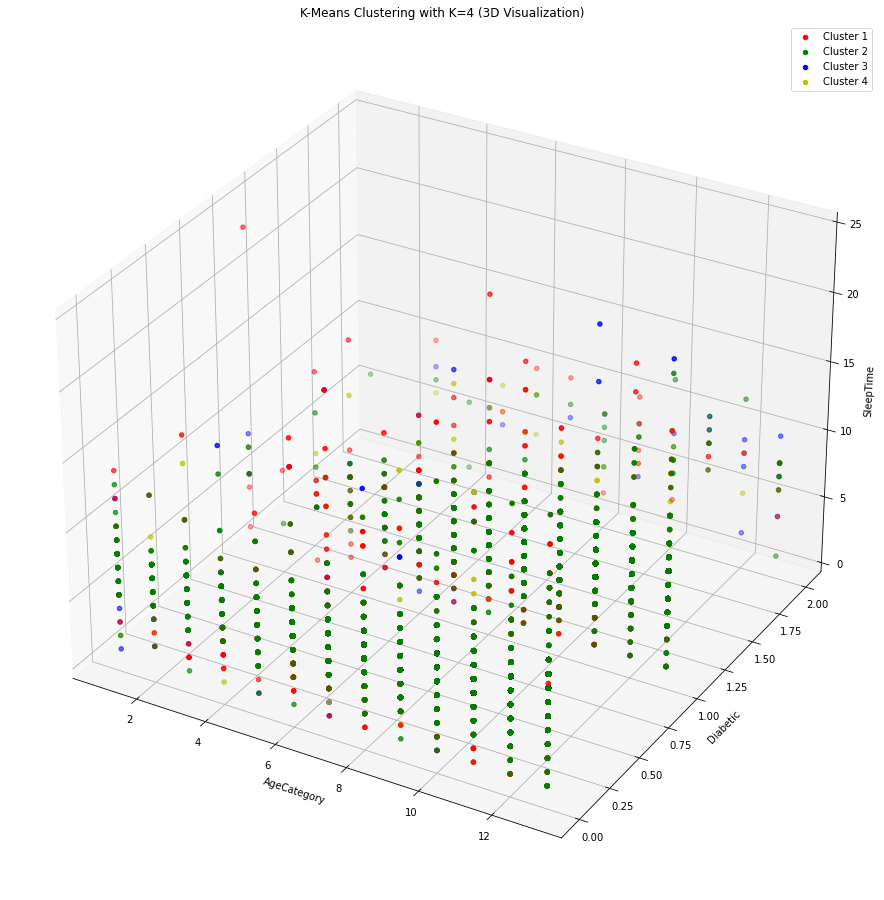 K-Means Clustering with K=4 (3D Visualization)
Cluster 1
Cluster 2
Cluster 3
Cluster 4
25
20
15
10
5
0
SleepTime
2
4
6
8
10
12
AgeCategory
0.00
0.25
0.50
0.75
1.00
1.25
1.50
1.75
2.00
Diabetic